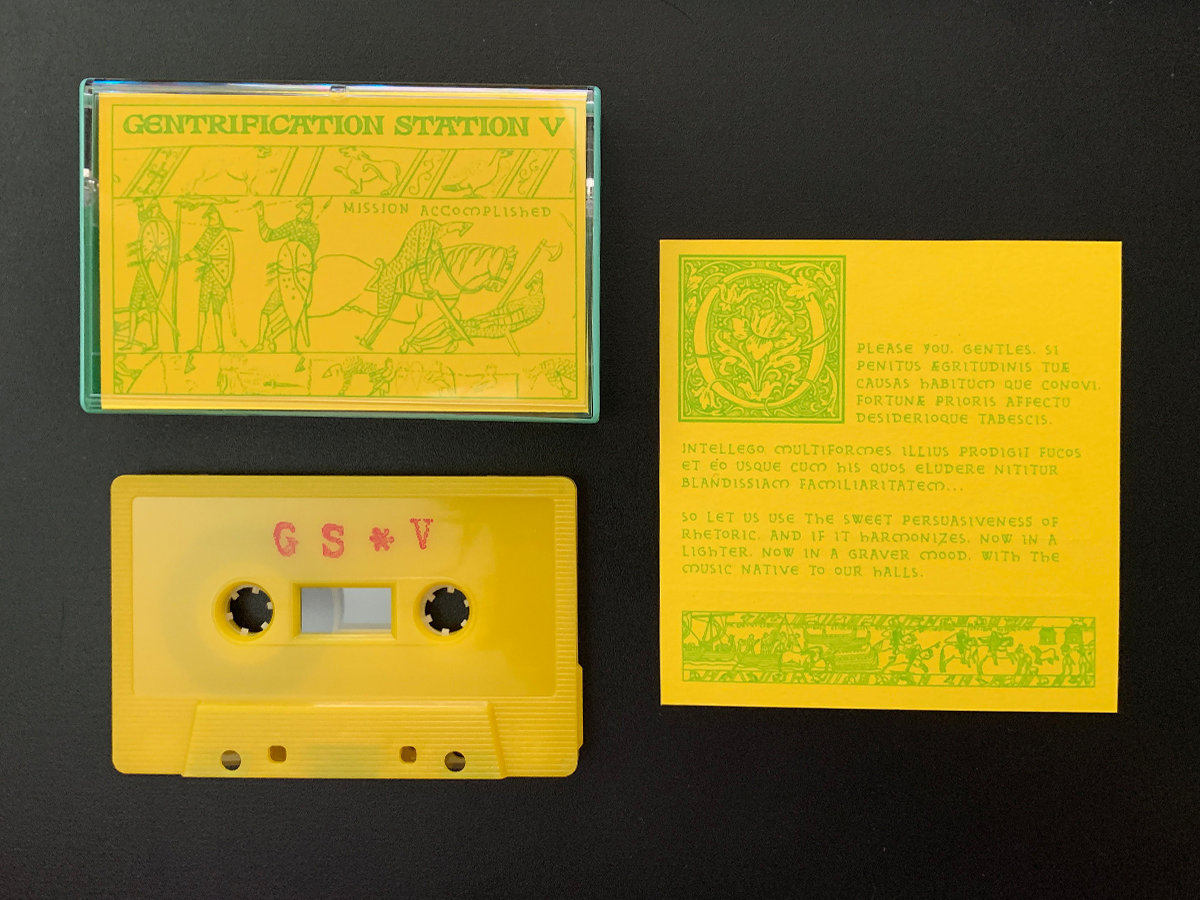 GENTRIFICATION STATION V
MISSION ACCOMPLISHED
G S * V
O
PLEASE YOU, GENTLES. SI
PENITUS ÆGRITUDINIS TUÆ
CAUSAS HABITUM QUE CONOVI,
FORTUNÆ PRIORIS AFFECTU
DESIDERIOQUE TABESCIS.
INTELLEGO MULTIFORMES ILLIUS PRODIGII FUCOS
ET EO USQUE CUM HIS QUOS ELUDERE NITITUR
BLANDISSIAM FAMILIARITATEM...
SO LET US USE THE SWEET PERSUASIVENESS OF
RHETORIC, AND IF IT HARMONIZES, NOW IN A
LIGHTER, NOW IN A GRAVER MOOD, WITH THE
MUSIC NATIVE TO OUR HALLS.